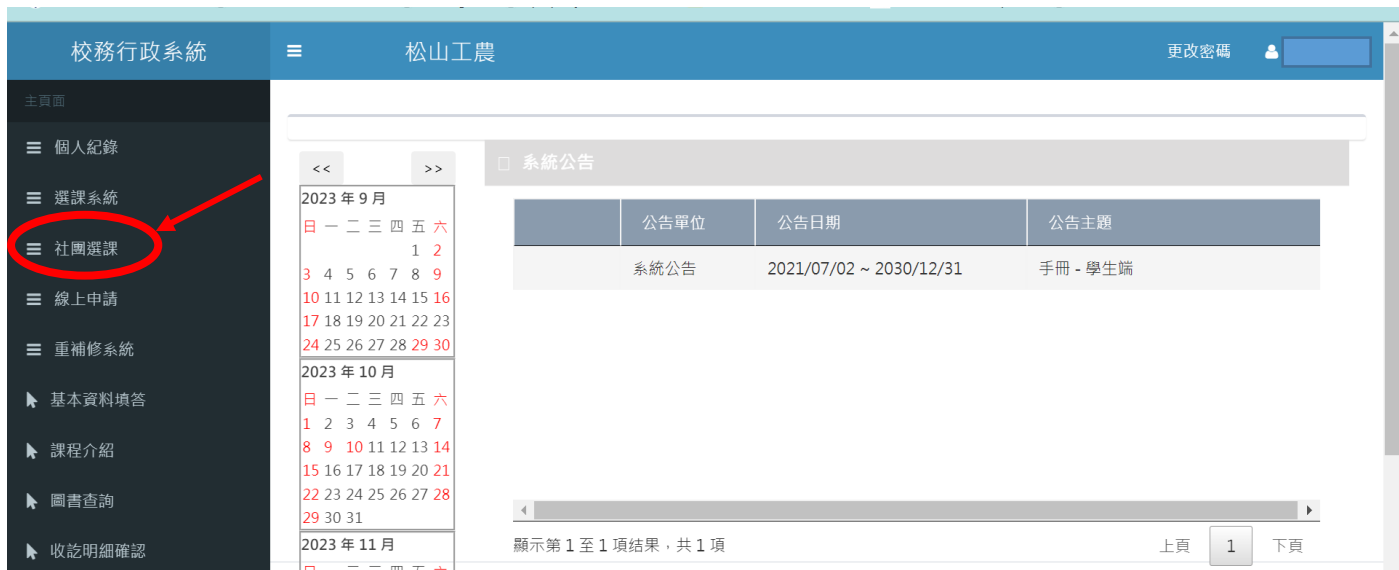 校務行政系統
松山工農
更改密碼
主頁面
個人紀錄
選課系統
社團選課
線上申請
重補修系統
基本資料填答
課程介紹
圖書查詢
收訖明細確認
<< >>
2023 年 9 月
日 一 二 三 四 五 六
1 2
3 4 5 6 7 8 9
10 11 12 13 14 15 16
17 18 19 20 21 22 23
24 25 26 27 28 29 30
2023 年 10 月
日 一 二 三 四 五 六
1 2 3 4 5 6 7
8 9 10 11 12 13 14
15 16 17 18 19 20 21
22 23 24 25 26 27 28
29 30 31
2023 年 11 月
系統公告
公告單位 公告日期 公告主題
系統公告 2021/07/02 ~ 2030/12/31 手冊 - 學生端
顯示第 1 至 1 項結果，共 1 項
上頁 1 下頁